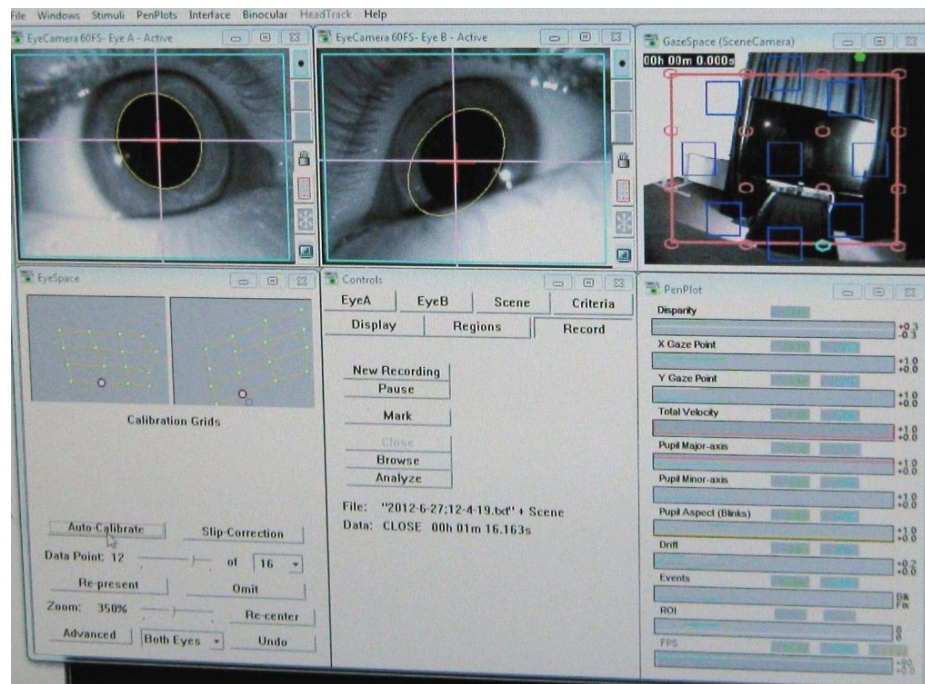 File Windows Stimuli PenPlots Interface Binocular HeadTrack Help
EyeCamera 60FS- Eye A - Active
EyeCamera 60FS- Eye B - Active
GazeSpace (SceneCamera)
00h 00m 0.000s
EyeSpace
Calibration Grids
Auto-Calibrate
Slip-Correction
Data Point: 12
of 16
Re-present
Omit
Zoom: 350%
Re-center
Advanced
Both Eyes
Undo
Controls
EyeA EyeB Scene Criteria
Display Regions Record
New Recording
Pause
Mark
Close
Browse
Analyze
File: "2012-6-27;12-4-19.txt" + Scene
Data: CLOSE 00h 01m 16.163s
PenPlot
Disparity
+0.3
-0.3
X Gaze Point
+1.0
+0.0
Y Gaze Point
+1.0
+0.0
Total Velocity
+1.0
+0.0
Pupil Major-axis
+1.0
+0.0
Pupil Minor-axis
+1.0
+0.0
Pupil Aspect (Blinks)
+1.0
+0.0
Drift
+0.2
+0.0
Events
Blk
Fix
ROI
8
0
FPS